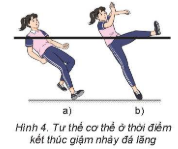 a) b)
Hình 4. Tư thế cơ thể ở thời điểm
kết thúc giậm nhảy đá lăng